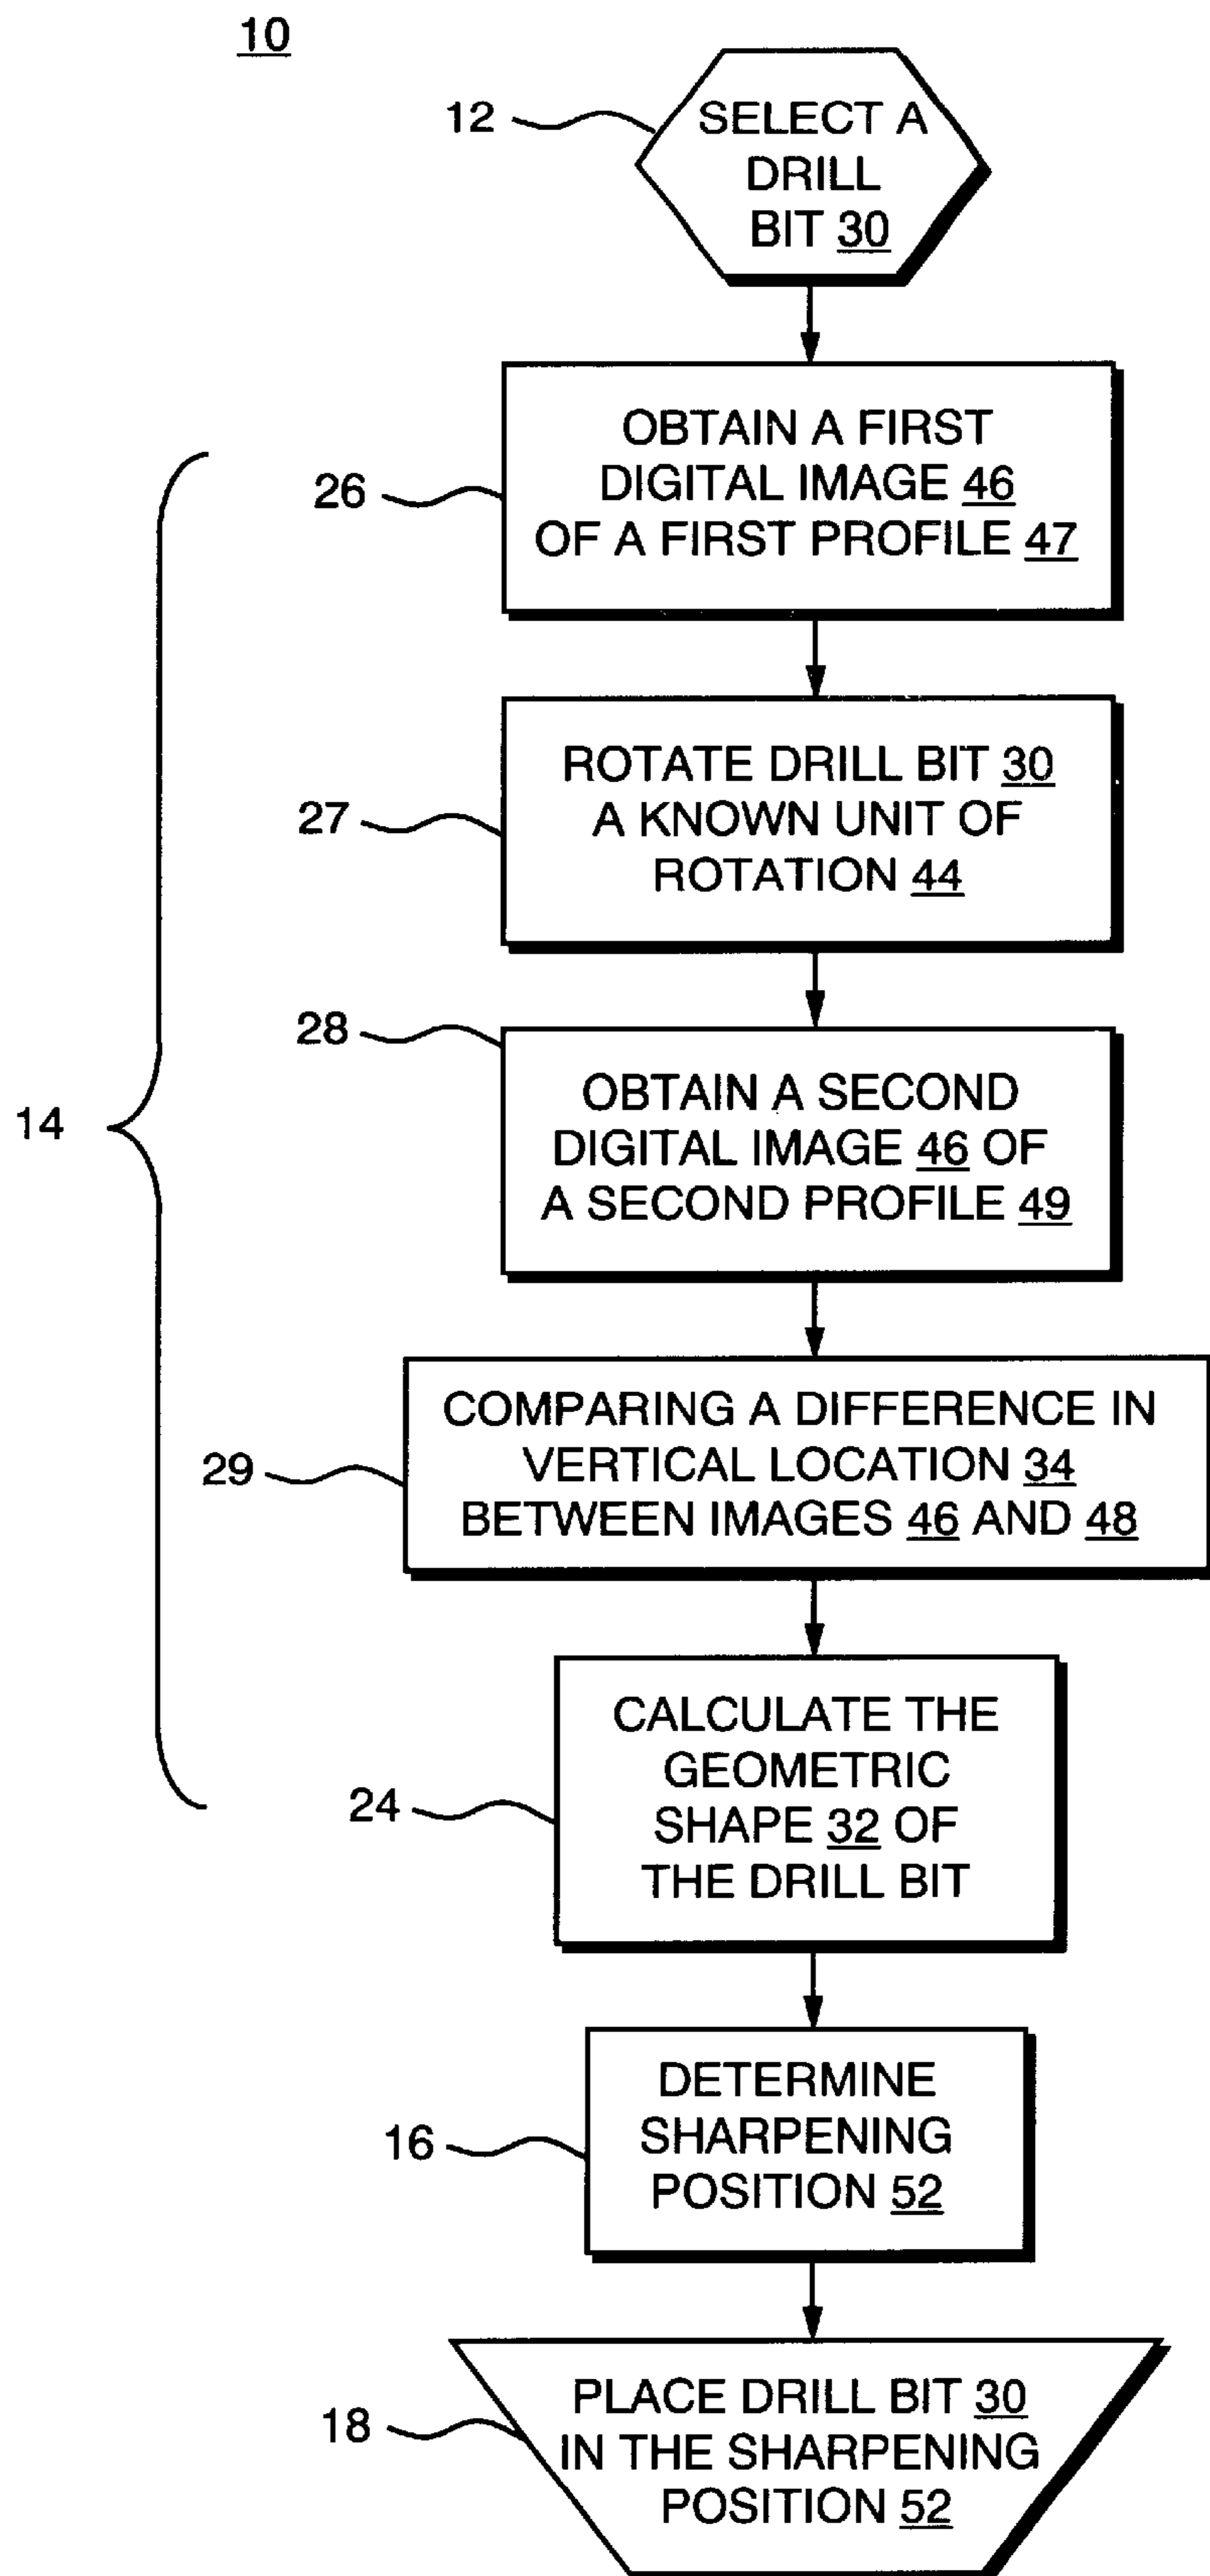 10
12
SELECT A
DRILL
BIT 30
26
OBTAIN A FIRST
DIGITAL IMAGE 46
OF A FIRST PROFILE 47
27
ROTATE DRILL BIT 30
A KNOWN UNIT OF
ROTATION 44
28
OBTAIN A SECOND
DIGITAL IMAGE 46 OF
A SECOND PROFILE 49
14
29
COMPARING A DIFFERENCE IN
VERTICAL LOCATION 34
BETWEEN IMAGES 46 AND 48
24
CALCULATE THE
GEOMETRIC
SHAPE 32 OF
THE DRILL BIT
16
DETERMINE
SHARPENING
POSITION 52
18
PLACE DRILL BIT 30
IN THE SHARPENING
POSITION 52